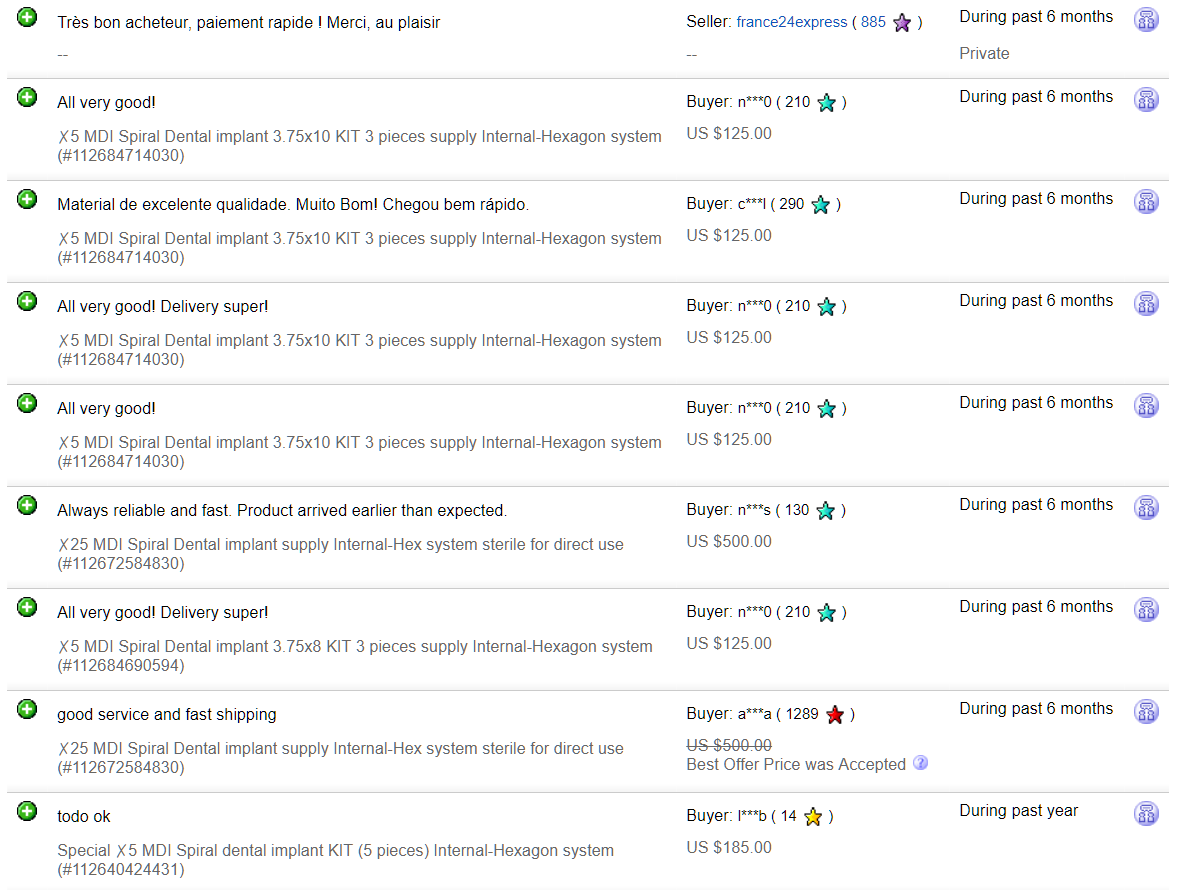 Très bon acheteur, paiement rapide ! Merci, au plaisir
Seller: france24express ( 885 )
During past 6 months
--
--
Private
All very good!
Buyer: n***0 ( 210 )
During past 6 months
X5 MDI Spiral Dental implant 3.75x10 KIT 3 pieces supply Internal-Hexagon system
(#112684714030)
US $125.00
Material de excelente qualidade. Muito Bom! Chegou bem rápido.
Buyer: c***l ( 290 )
During past 6 months
X5 MDI Spiral Dental implant 3.75x10 KIT 3 pieces supply Internal-Hexagon system
(#112684714030)
US $125.00
All very good! Delivery super!
Buyer: n***0 ( 210 )
During past 6 months
X5 MDI Spiral Dental implant 3.75x10 KIT 3 pieces supply Internal-Hexagon system
(#112684714030)
US $125.00
All very good!
Buyer: n***0 ( 210 )
During past 6 months
X5 MDI Spiral Dental implant 3.75x10 KIT 3 pieces supply Internal-Hexagon system
(#112684714030)
US $125.00
Always reliable and fast. Product arrived earlier than expected.
Buyer: n***s ( 130 )
During past 6 months
X25 MDI Spiral Dental implant supply Internal-Hex system sterile for direct use
(#112672584830)
US $500.00
All very good! Delivery super!
Buyer: n***0 ( 210 )
During past 6 months
X5 MDI Spiral Dental implant 3.75x8 KIT 3 pieces supply Internal-Hexagon system
(#112684690594)
US $125.00
good service and fast shipping
Buyer: a***a ( 1289 )
During past 6 months
X25 MDI Spiral Dental implant supply Internal-Hex system sterile for direct use
(#112672584830)
US $500.00
Best Offer Price was Accepted ?
todo ok
Buyer: l***b ( 14 )
During past year
Special X5 MDI Spiral dental implant KIT (5 pieces) Internal-Hexagon system
(#112640424431)
US $185.00